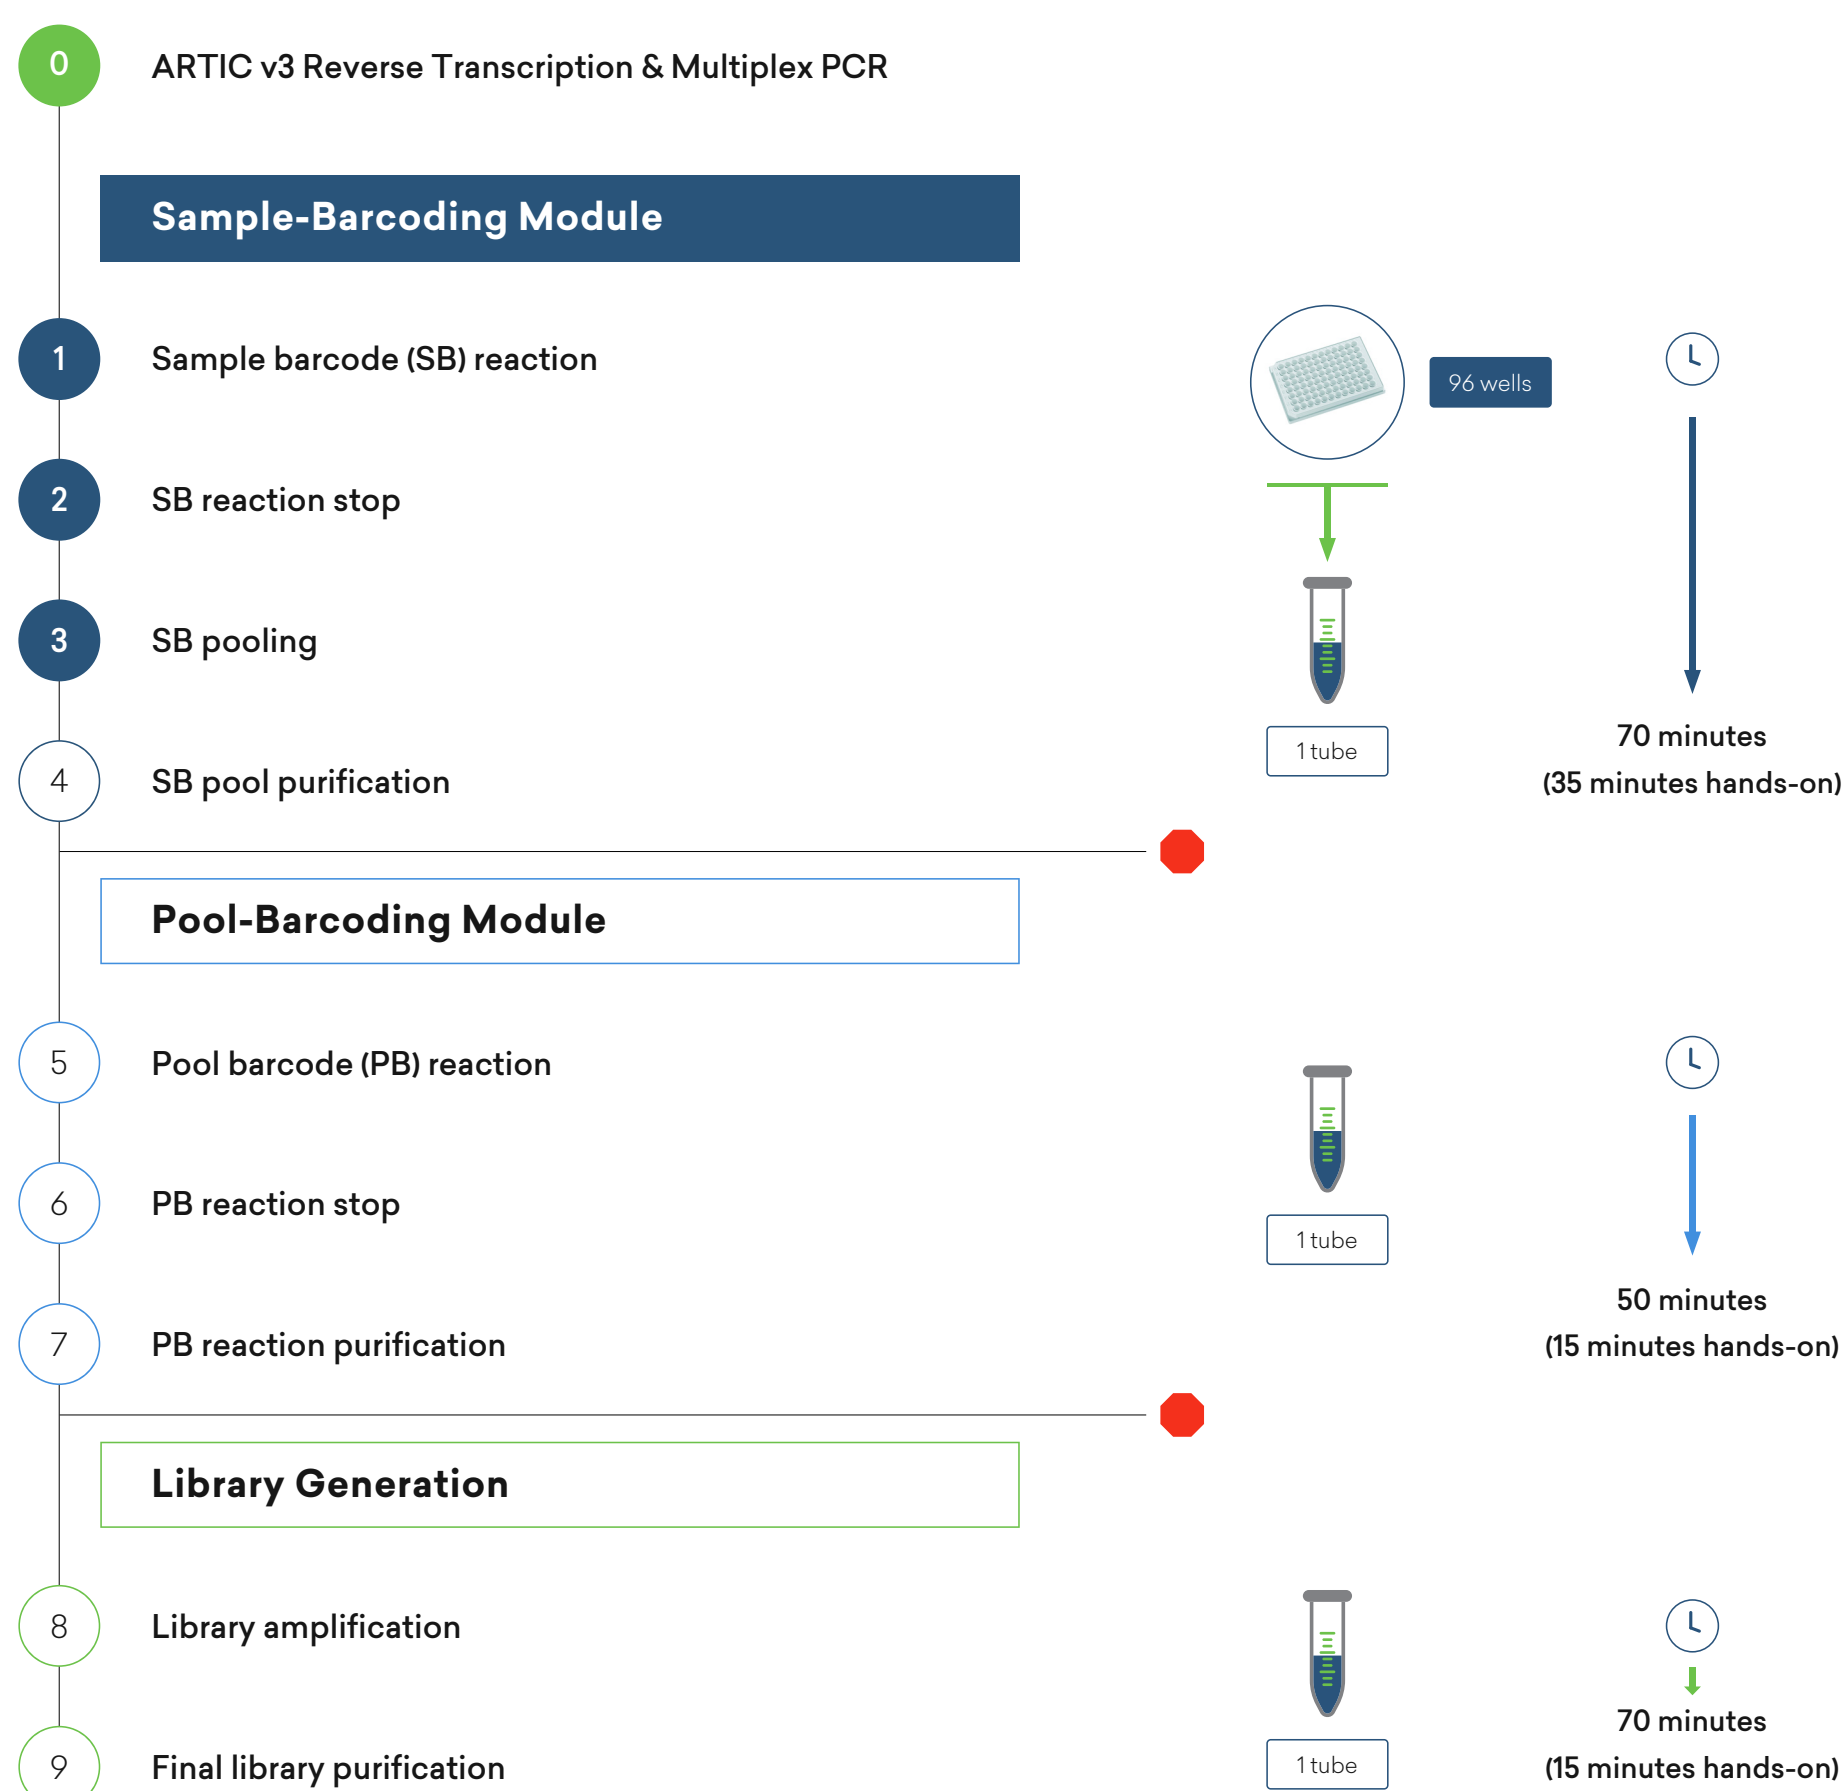 0
ARTIC v3 Reverse Transcription & Multiplex PCR
Sample-Barcoding Module
1
Sample barcode (SB) reaction
96 wells
2
SB reaction stop
3
SB pooling
1 tube
70 minutes
(35 minutes hands-on)
4
SB pool purification
Pool-Barcoding Module
5
Pool barcode (PB) reaction
6
PB reaction stop
1 tube
50 minutes
(15 minutes hands-on)
7
PB reaction purification
Library Generation
8
Library amplification
70 minutes
(15 minutes hands-on)
9
Final library purification
1 tube